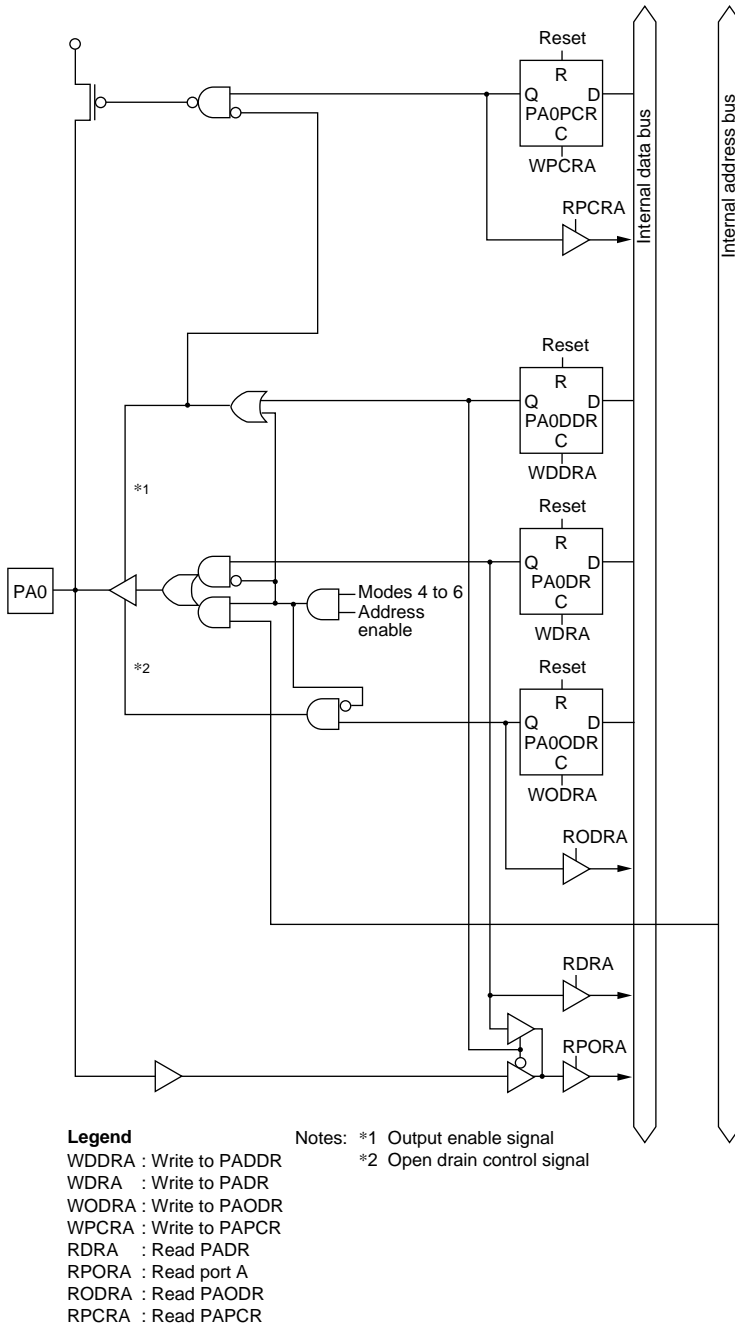 Reset
R
Q D
PA0PCR
C
WPCRA
RPCRA
Internal data bus
Internal address bus
Reset
R
Q D
PA0DDR
C
WDDRA
*1
Reset
R
Q D
PA0DR
C
WDRA
PA0
Modes 4 to 6
Address
enable
*2
Reset
R
Q D
PA0ODR
C
WODRA
RODRA
RDRA
RPORA
Legend
WDDRA : Write to PADDR
WDRA : Write to PADR
WODRA : Write to PAODR
WPCRA : Write to PAPCR
RDRA : Read PADR
RPORA : Read port A
RODRA : Read PAODR
RPCRA : Read PAPCR
Notes: *1 Output enable signal
*2 Open drain control signal